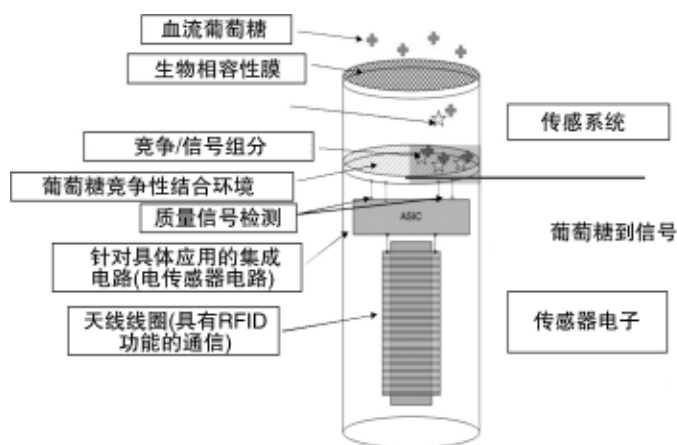 血流葡萄糖
生物相容性膜
竞争/信号组分
葡萄糖竞争性结合环境
质量信号检测
针对具体应用的集成
电路(电传感器电路)
天线线圈(具有RFID
功能的通信)
ASIC
传感系统
葡萄糖到信号
传感器电子